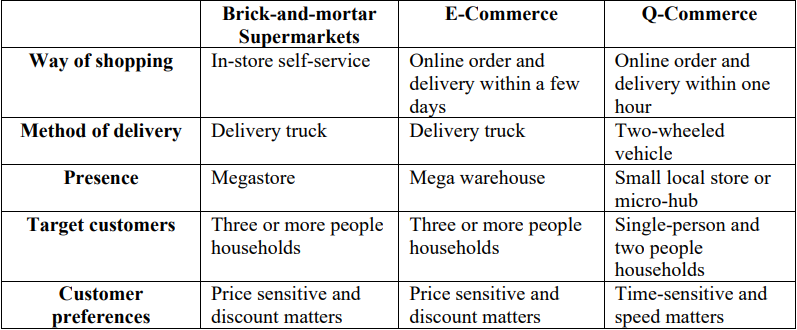 Brick-and-mortar
Supermarkets
E-Commerce
Q-Commerce
Way of shopping
In-store self-service
Online order and
delivery within a few
days
Online order and
delivery within one
hour
Method of delivery
Delivery truck
Delivery truck
Two-wheeled
vehicle
Presence
Megastore
Mega warehouse
Small local store or
micro-hub
Target customers
Three or more people
households
Three or more people
households
Single-person and
two people
households
Customer
preferences
Price sensitive and
discount matters
Price sensitive and
discount matters
Time-sensitive and
speed matters